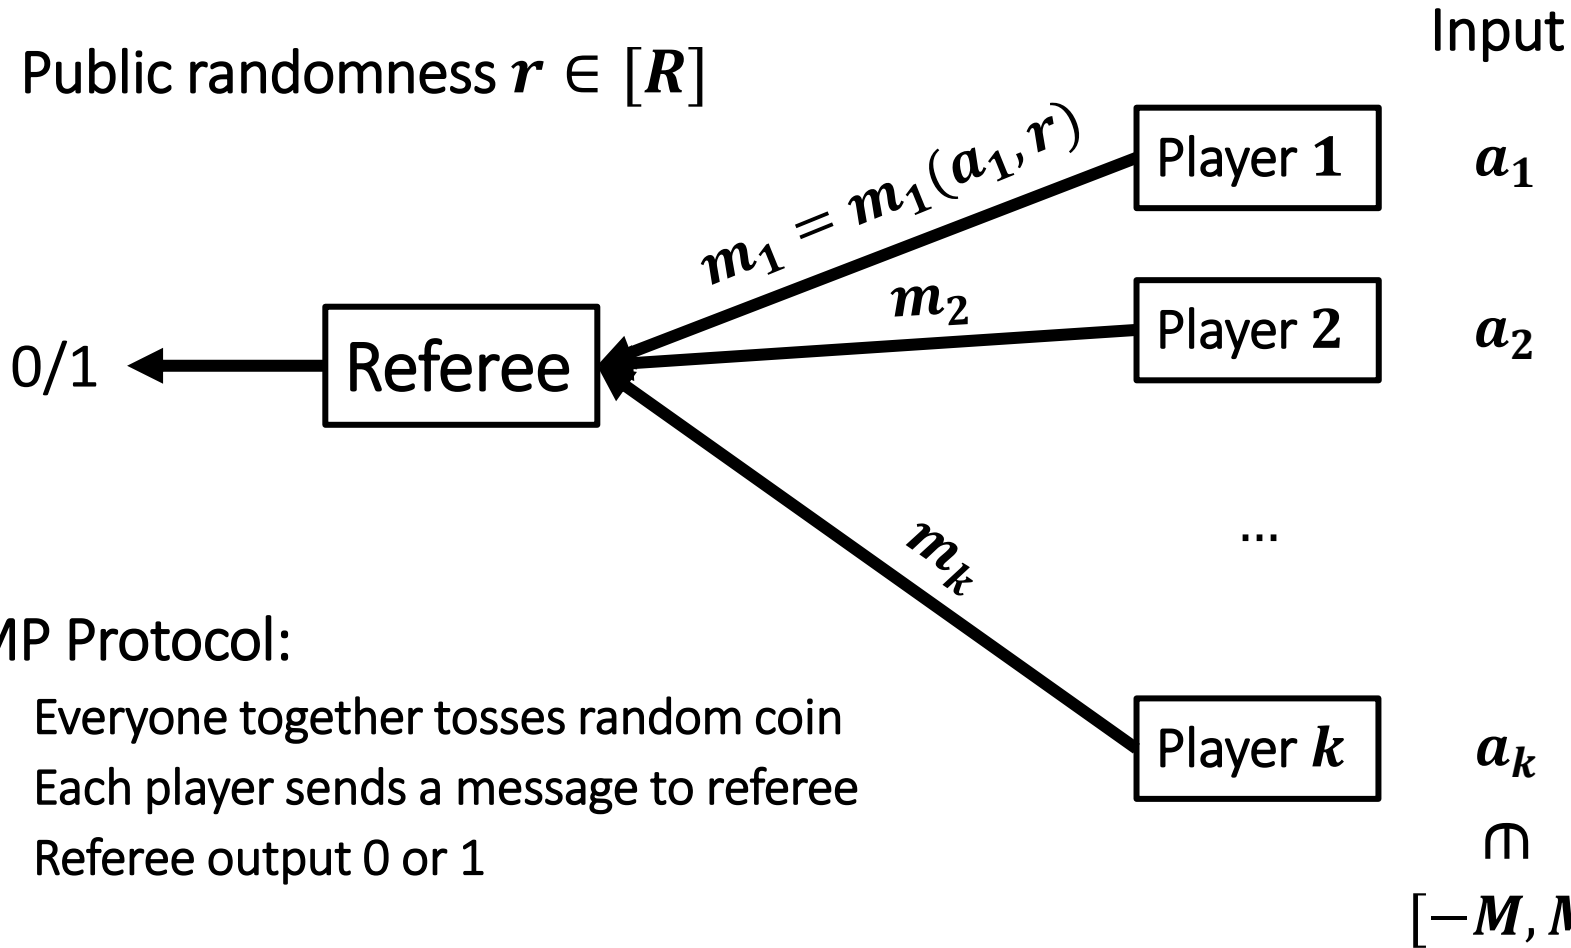 Input
Public randomness r ∈ [R]
m₁ = m₁(a₁, r)
Player 1
a₁
m₂
Player 2
a₂
0/1
Referee
...
mₖ
MP Protocol:
Everyone together tosses random coin
Each player sends a message to referee
Referee output 0 or 1
Player k
aₖ
∈
[−M,